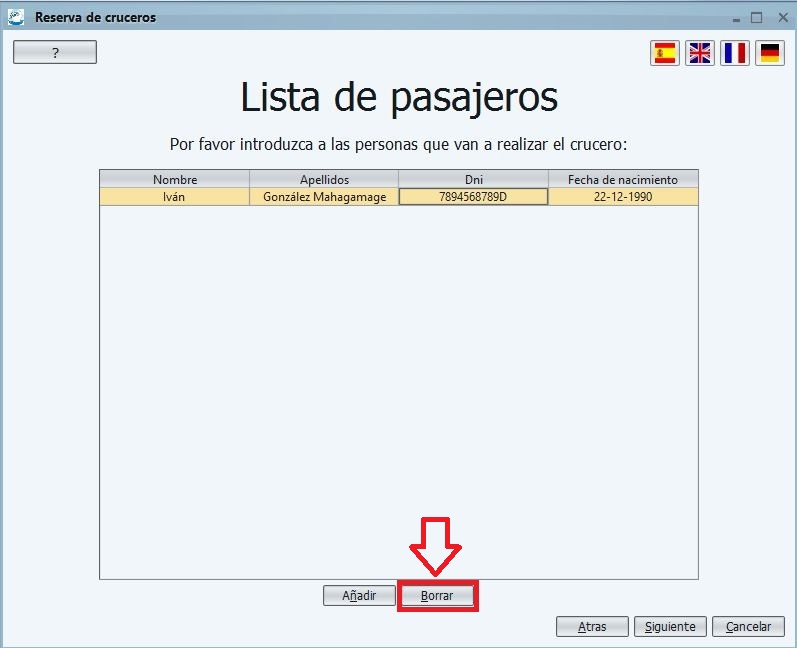 Reserva de cruceros
?
Lista de pasajeros
Por favor introduzca a las personas que van a realizar el crucero:
Nombre Apellidos Dni Fecha de nacimiento
Iván González Mahagamage 7894568789D 22-12-1990
Añadir Borrar
Atras Siguiente Cancelar